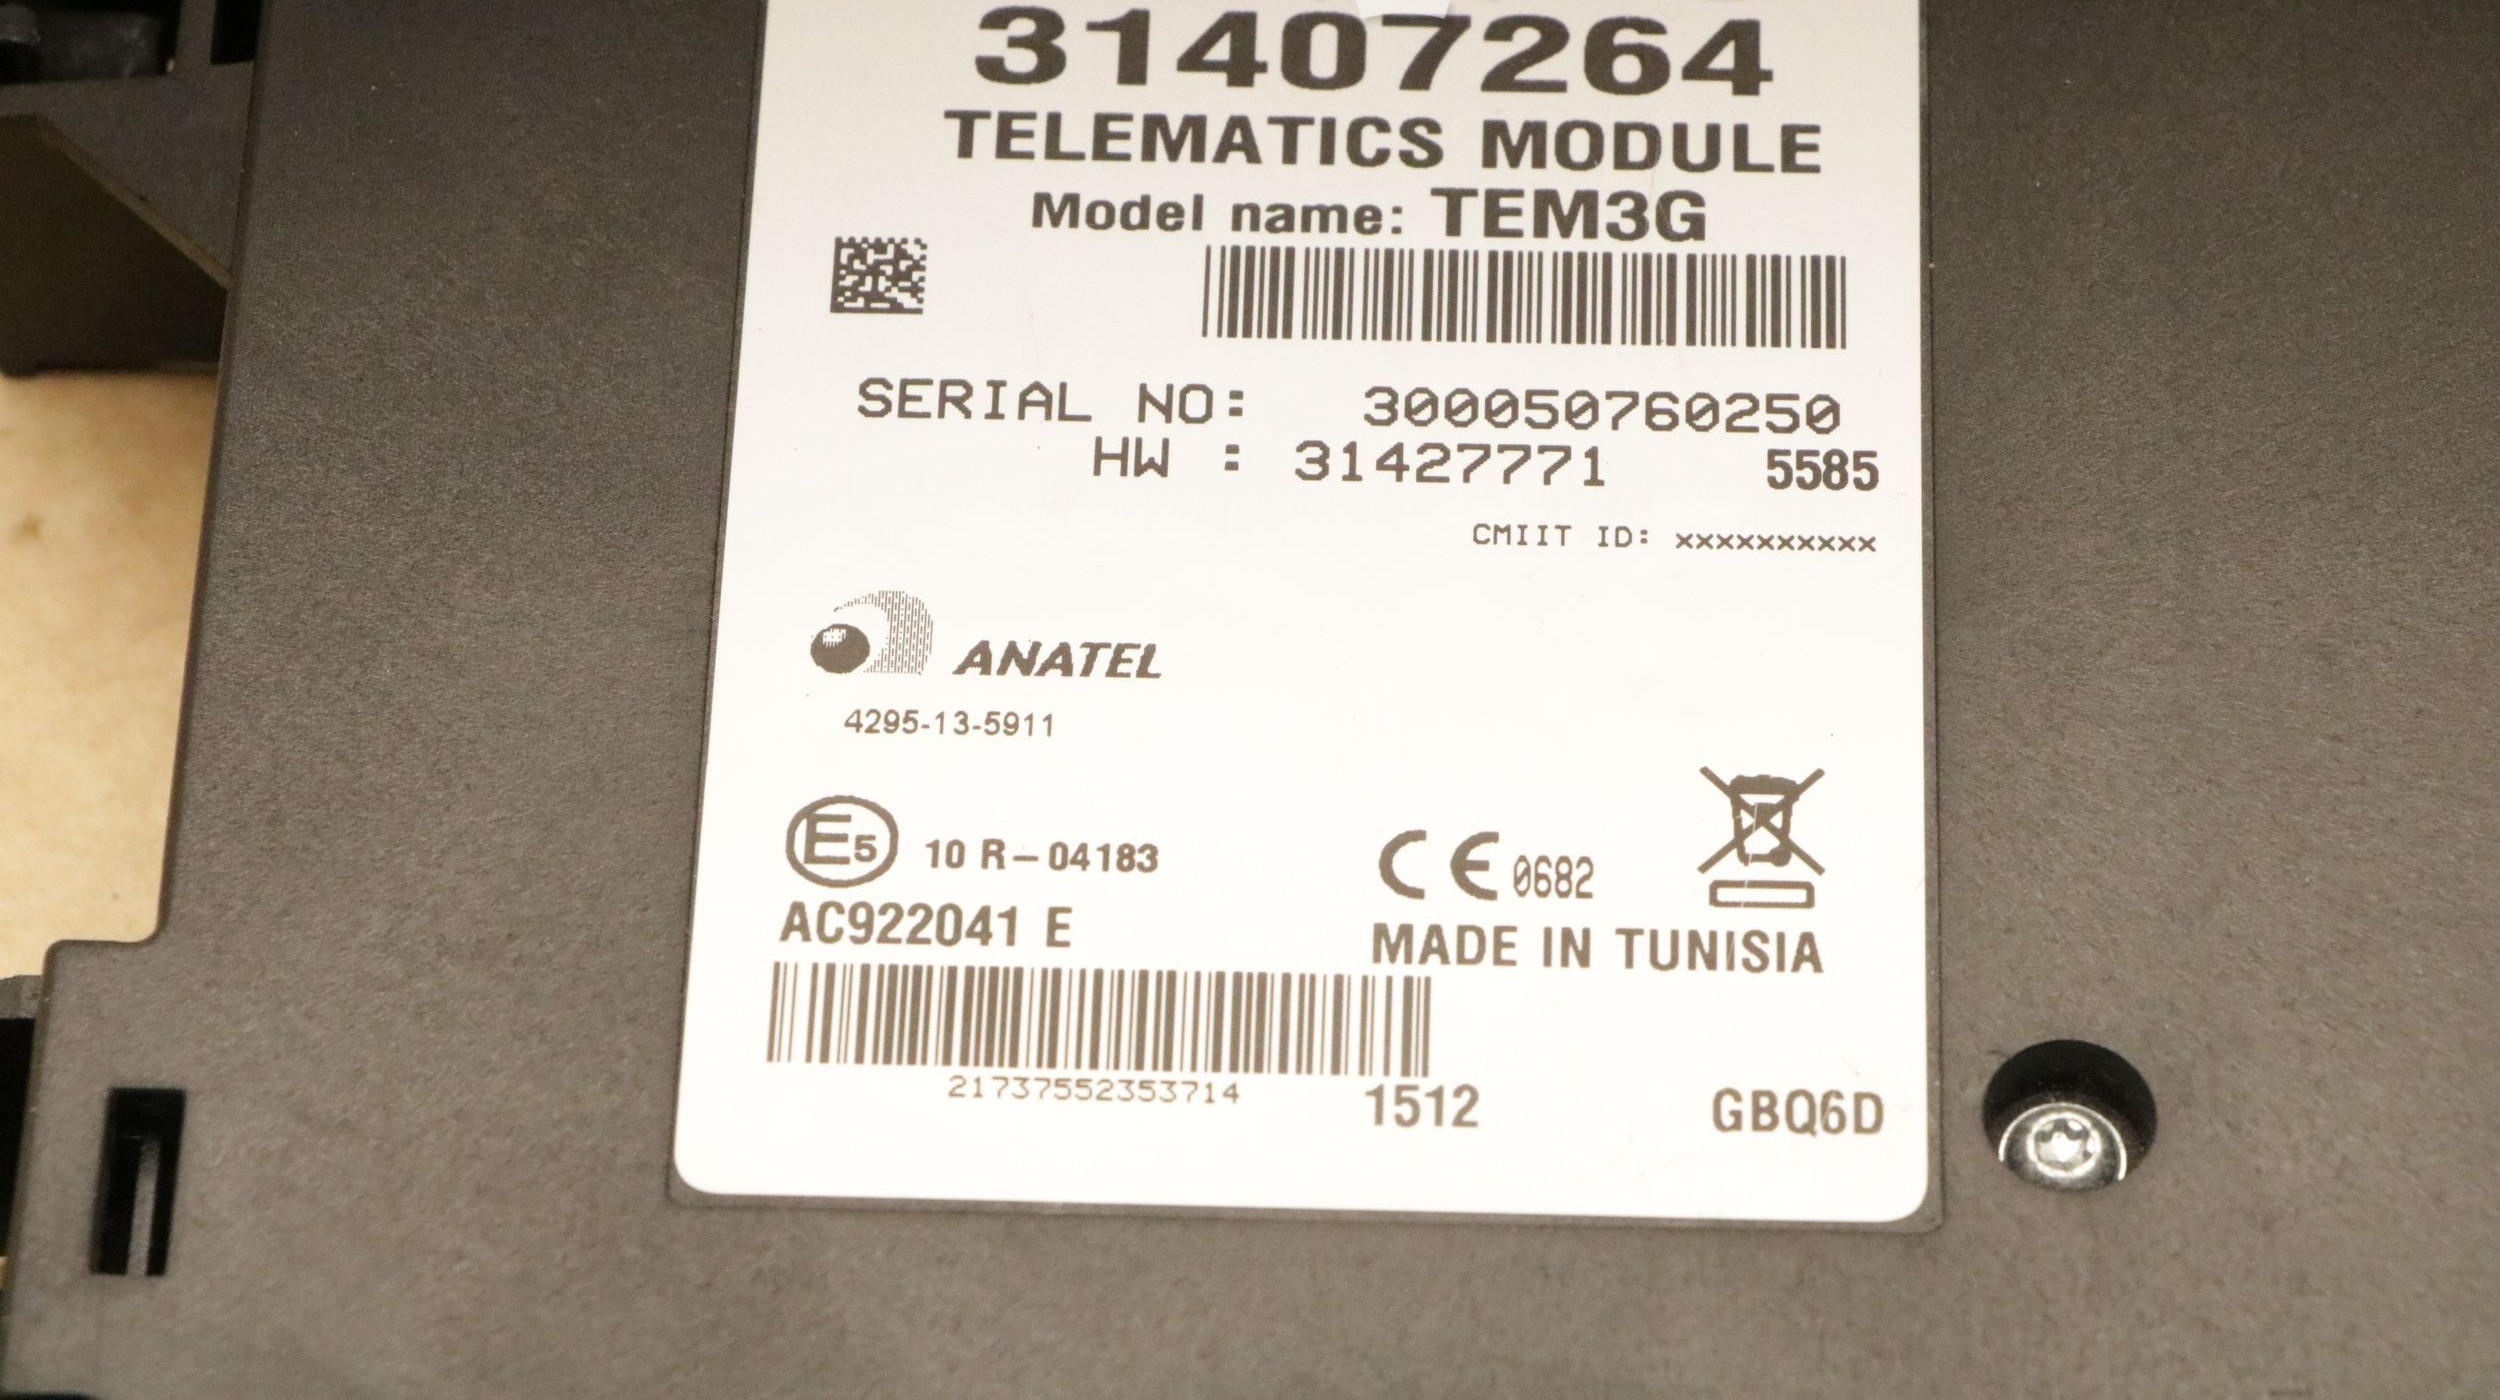 31407264
TELEMATICS MODULE
Model name: TEM3G
SERIAL NO: 300050760250
HW : 31427771 5585
CMIIT ID: xxxxxxxxxx
ANATEL
4295-13-5911
E5 10 R-04183
CE 0682
AC922041 E
MADE IN TUNISIA
21737552353714
1512 GBQ6D